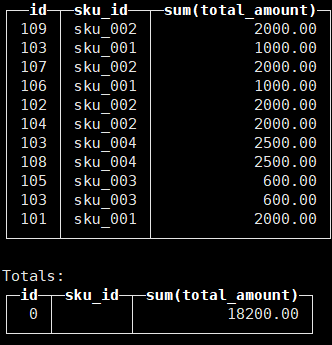 id sku_id sum(total_amount)
109 sku_002 2000.00
103 sku_001 1000.00
107 sku_002 2000.00
106 sku_001 1000.00
102 sku_002 2000.00
104 sku_002 2000.00
103 sku_004 2500.00
108 sku_004 2500.00
105 sku_003 600.00
103 sku_003 600.00
101 sku_001 2000.00
Totals:
id sku_id sum(total_amount)
0 18200.00